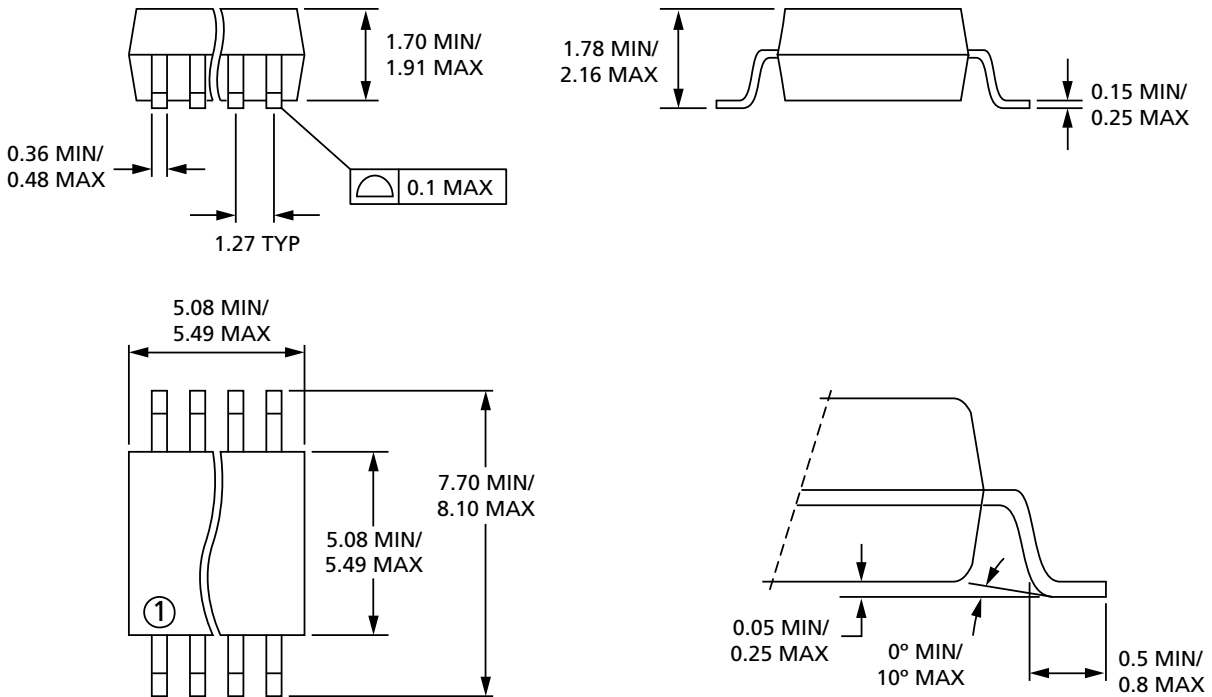 1.70 MIN/
1.91 MAX
1.78 MIN/
2.16 MAX
0.15 MIN/
0.25 MAX
0.36 MIN/
0.48 MAX
0.1 MAX
1.27 TYP
5.08 MIN/
5.49 MAX
7.70 MIN/
8.10 MAX
5.08 MIN/
5.49 MAX
1
0.05 MIN/
0.25 MAX
0º MIN/
10º MAX
0.5 MIN/
0.8 MAX